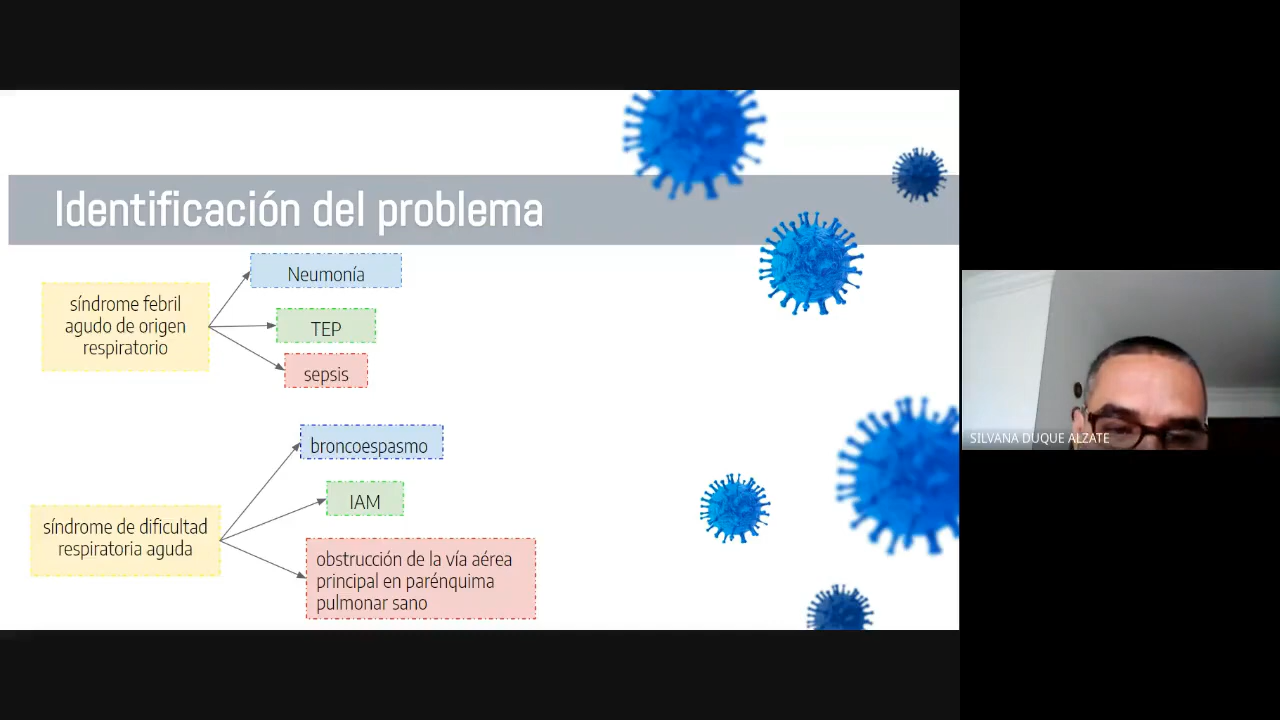 Identificación del problema
síndrome febril
agudo de origen
respiratorio
Neumonía
TEP
sepsis
síndrome de dificultad
respiratoria aguda
broncoespasmo
IAM
obstrucción de la vía aérea
principal en parénquima
pulmonar sano
SILVANA DUQUE ALZATE